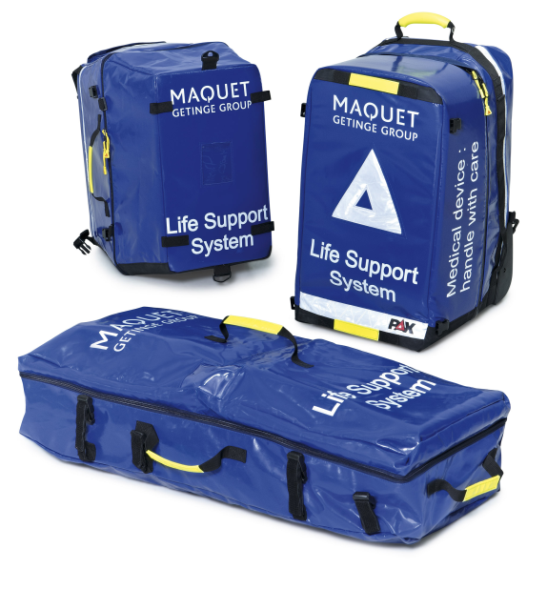 MAQUET
GETINGE GROUP
Life Support
System
MAQUET
GETINGE GROUP
Life Support
System
PAX
Medical device :
handle with care
MAQUET
GETINGE GROUP
Life Support
System